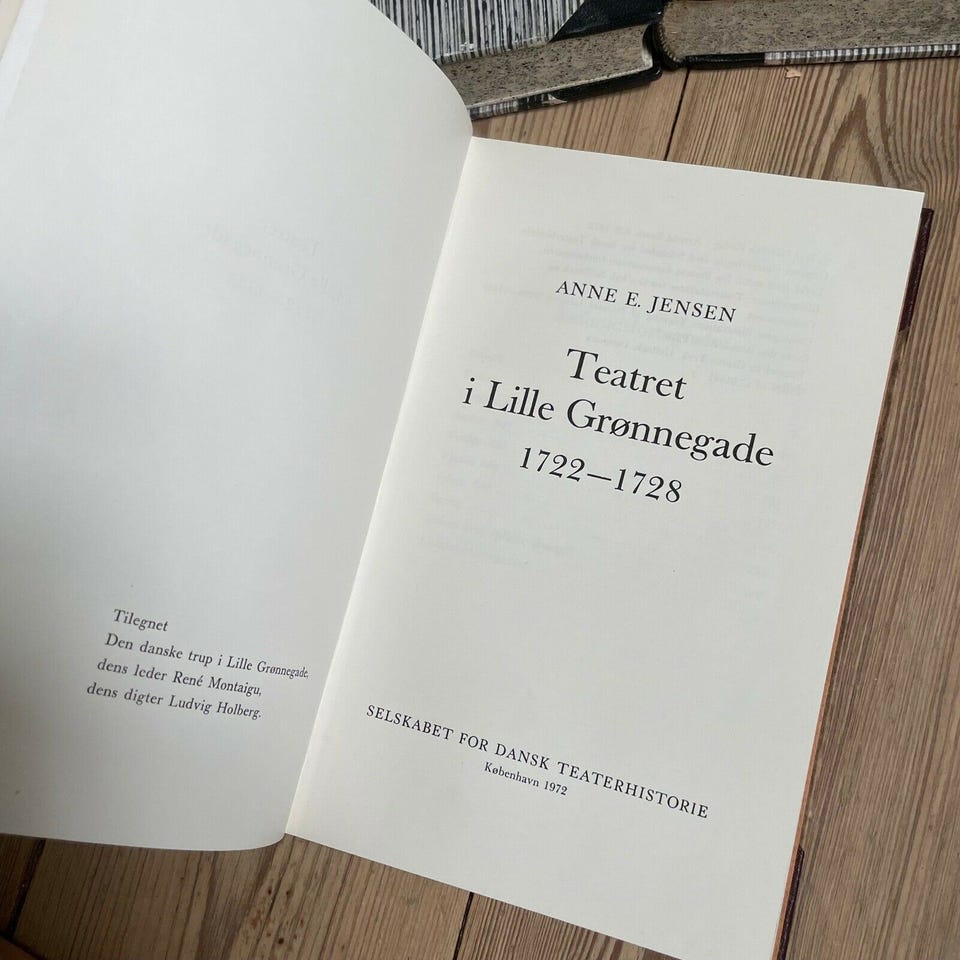 Tilegnet
Den danske trup i Lille Grønnegade,
dens leder René Montaigu,
dens digter Ludvig Holberg.
ANNE E. JENSEN
Teatret
i Lille Grønnegade
1722—1728
SELSKABET FOR DANSK TEATERHISTORIE
København 1972